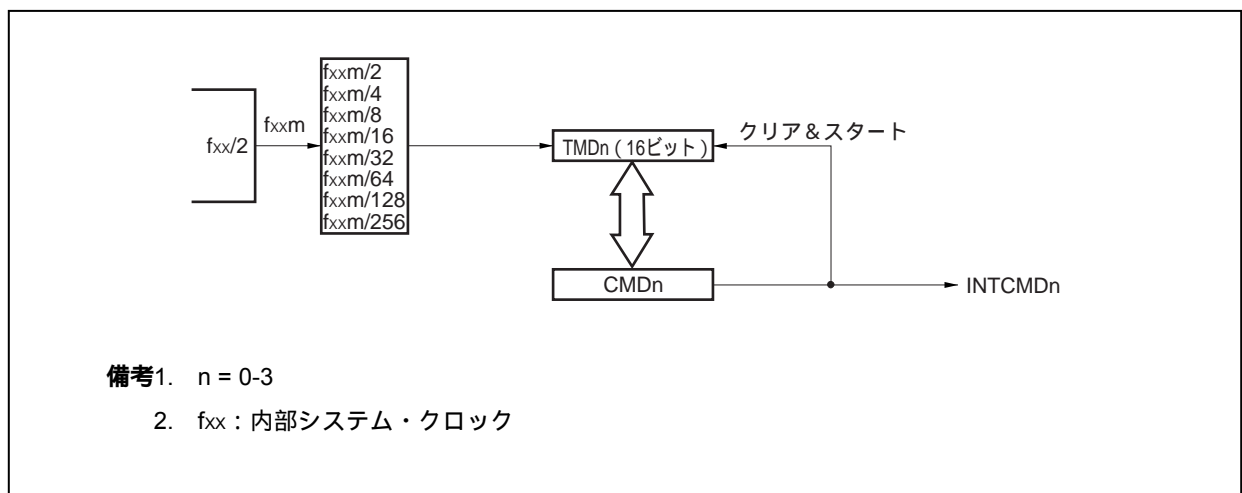 fxx/2
fxxm
fxxm/2
fxxm/4
fxxm/8
fxxm/16
fxxm/32
fxxm/64
fxxm/128
fxxm/256
TMDn（16ビット）
クリア＆スタート
CMDn
INTCMDn
備考1. n = 0-3
2. fxx：内部システム・クロック